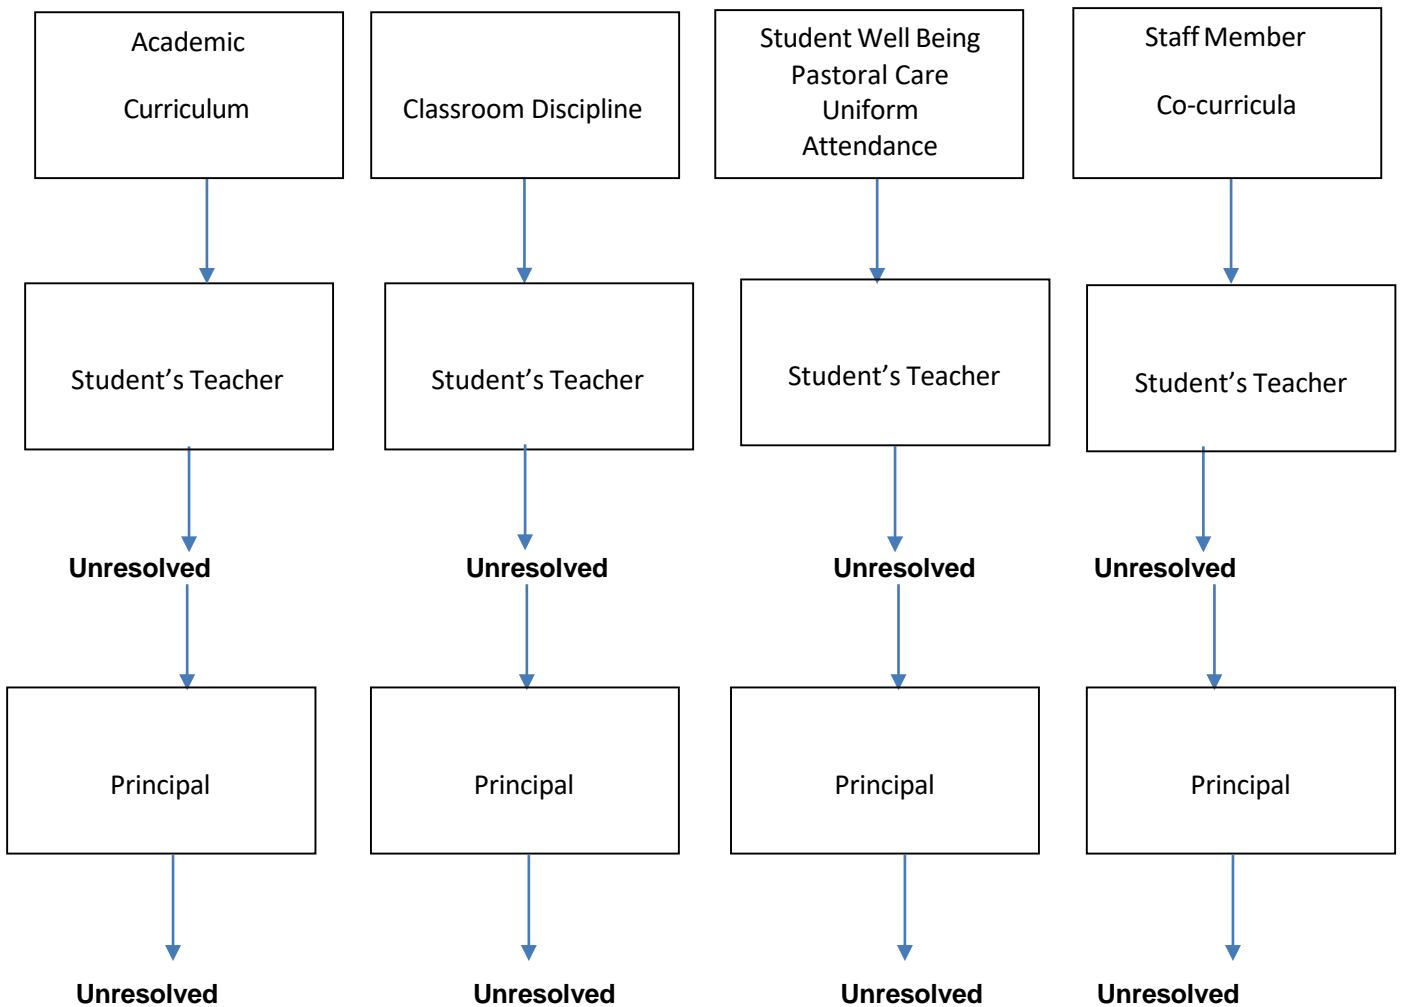 Academic
Curriculum
Classroom Discipline
Student Well Being
Pastoral Care
Uniform
Attendance
Staff Member
Co-curricula
Student’s Teacher
Student’s Teacher
Student’s Teacher
Student’s Teacher
Unresolved
Unresolved
Unresolved
Unresolved
Principal
Principal
Principal
Principal
Unresolved
Unresolved
Unresolved
Unresolved